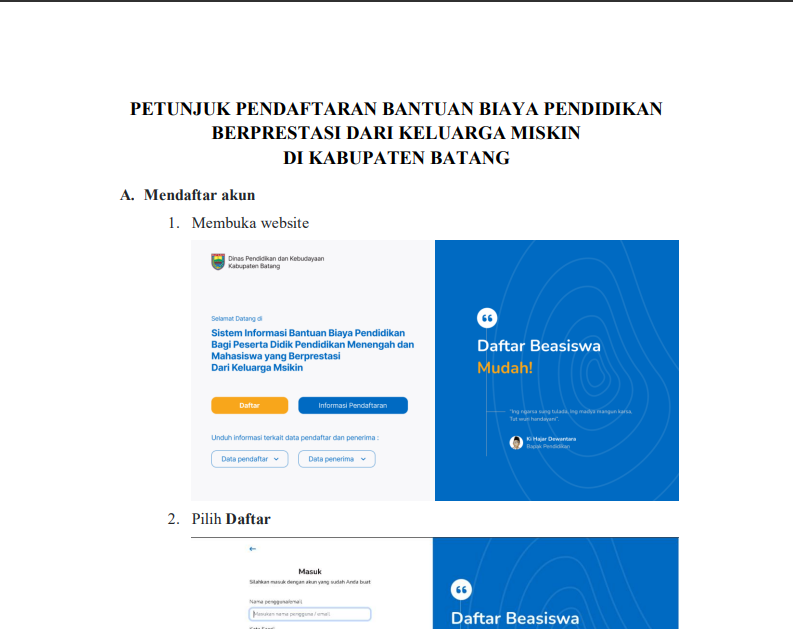 PETUNJUK PENDAFTARAN BANTUAN BIAYA PENDIDIKAN
BERPRESTASI DARI KELUARGA MISKIN
DI KABUPATEN BATANG
A. Mendaftar akun
1. Membuka website
Dinas Pendidikan dan Kebudayaan
Kabupaten Batang
Selamat Datang di
Sistem Informasi Bantuan Biaya Pendidikan
Bagi Peserta Didik Pendidikan Menengah dan
Mahasiswa yang Berprestasi
Dari Keluarga Msikin
Daftar
Informasi Pendaftaran
Unduh informasi terkait data pendaftar dan penerima :
Data pendaftar
Data penerima
Daftar Beasiswa
Mudah!
"Ing ngarsa sung tulada, Ing madya mangun karsa,
Tut wuri handayani".
Ki Hajar Dewantara
Bapak Pendidikan
2. Pilih Daftar
Masuk
Silahkan masuk dengan akun yang sudah Anda buat
Nama pengguna/email
Masukan nama pengguna / email
Daftar Beasiswa